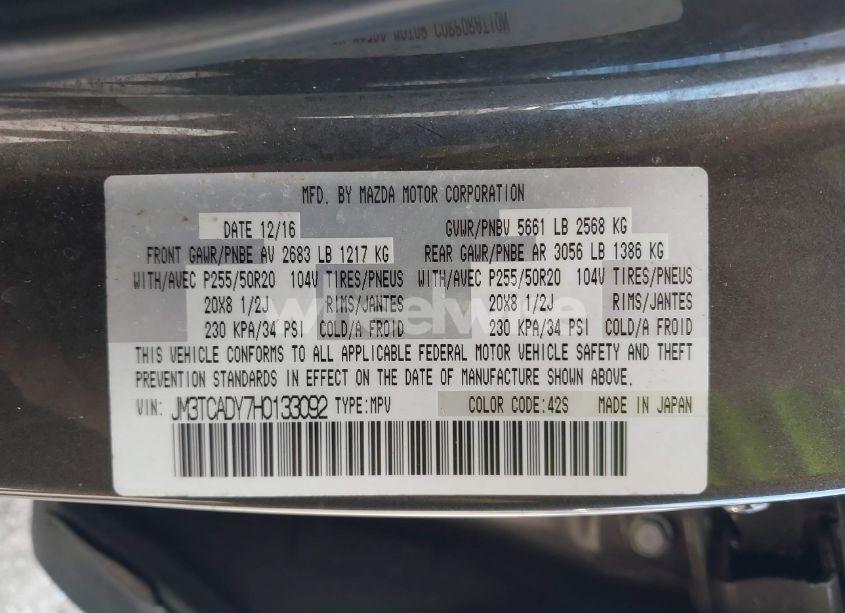 MFD. BY MAZDA MOTOR CORPORATION
DATE 12/16 GVWR/PNBV 5661 LB 2568 KG
FRONT GAWR/PNBE AV 2683 LB 1217 KG REAR GAWR/PNBE AR 3056 LB 1386 KG
WITH/AVEC P255/50R20 104V TIRES/PNEUS WITH/AVEC P255/50R20 104V TIRES/PNEUS
20X8 1/2J RIMS/JANTES 20X8 1/2J RIMS/JANTES
230 KPA/34 PSI COLD/A FROID 230 KPA/34 PSI COLD/A FROID
THIS VEHICLE CONFORMS TO ALL APPLICABLE FEDERAL MOTOR VEHICLE SAFETY AND THEFT
PREVENTION STANDARDS IN EFFECT ON THE DATE OF MANUFACTURE SHOWN ABOVE.
VIN: JM3TCADY7H0133092 TYPE:MPV COLOR CODE:42S MADE IN JAPAN